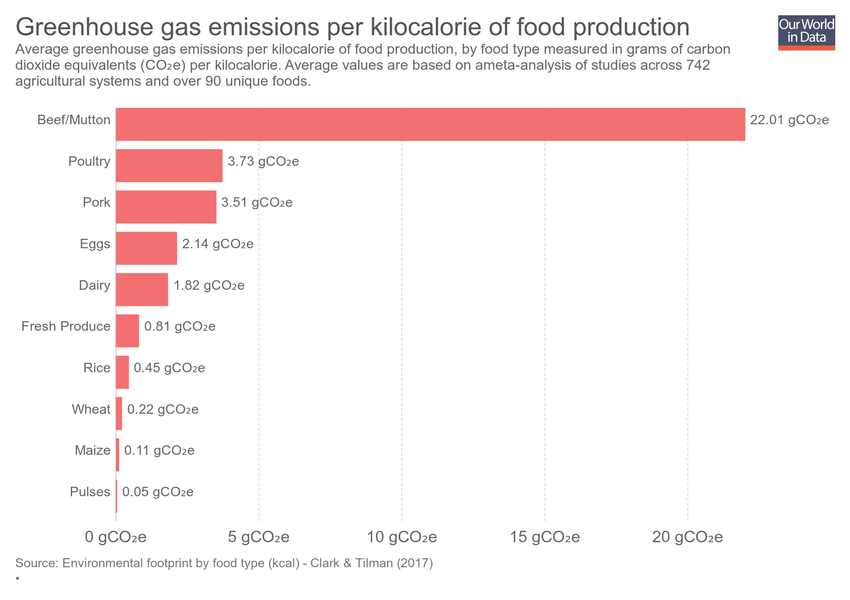 Greenhouse gas emissions per kilocalorie of food production
Our World
in Data
Average greenhouse gas emissions per kilocalorie of food production, by food type measured in grams of carbon
dioxide equivalents (CO₂e) per kilocalorie. Average values are based on ameta-analysis of studies across 742
agricultural systems and over 90 unique foods.
Beef/Mutton 22.01 gCO₂e
Poultry 3.73 gCO₂e
Pork 3.51 gCO₂e
Eggs 2.14 gCO₂e
Dairy 1.82 gCO₂e
Fresh Produce 0.81 gCO₂e
Rice 0.45 gCO₂e
Wheat 0.22 gCO₂e
Maize 0.11 gCO₂e
Pulses 0.05 gCO₂e
0 gCO₂e 5 gCO₂e 10 gCO₂e 15 gCO₂e 20 gCO₂e
Source: Environmental footprint by food type (kcal) - Clark & Tilman (2017)
•